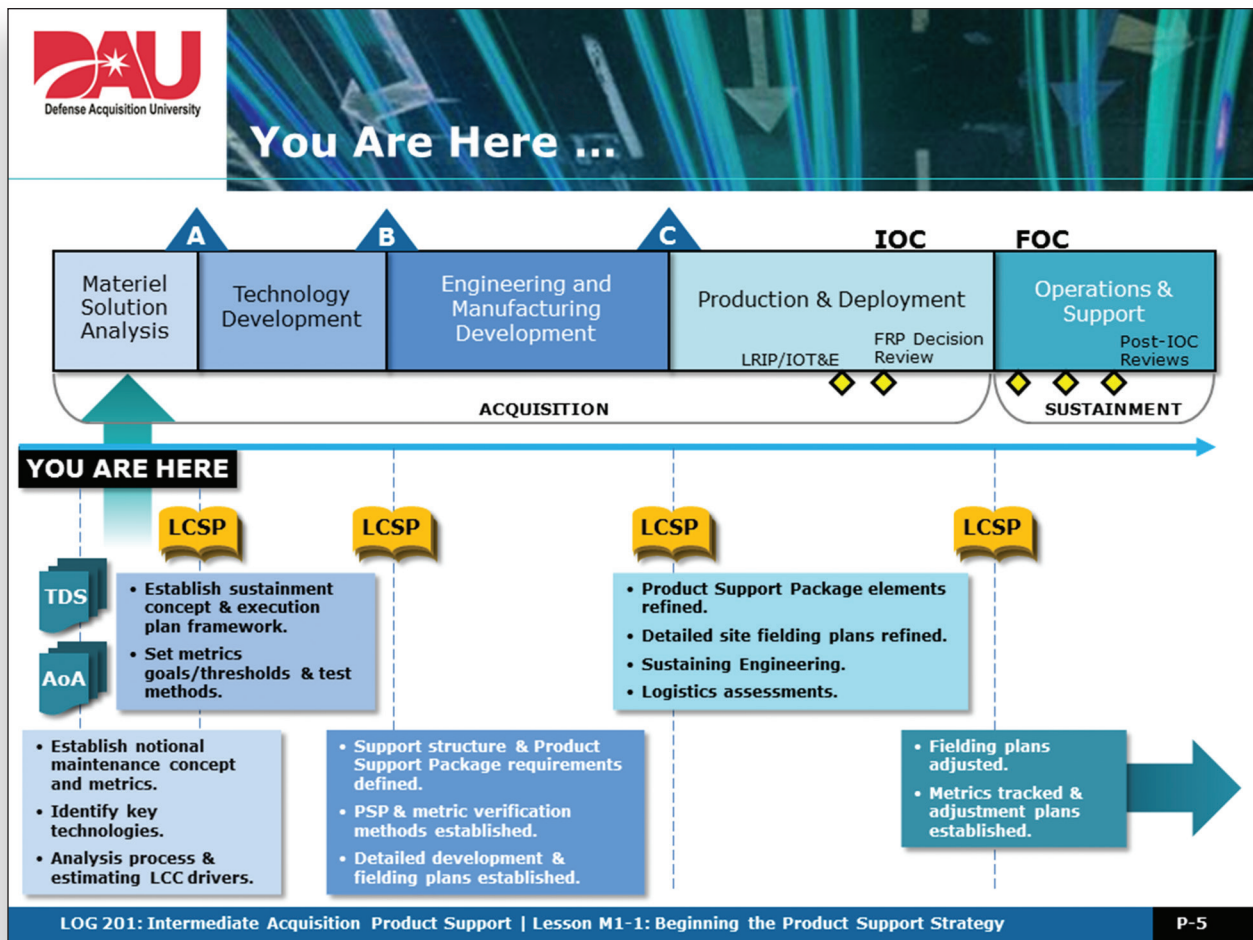 DAU
Defense Acquisition University
You Are Here ...
A
B
C
IOC
FOC
Materiel
Solution
Analysis
Technology
Development
Engineering and
Manufacturing
Development
Production & Deployment
LRIP/IOT&E
FRP Decision
Review
Operations &
Support
Post-IOC
Reviews
ACQUISITION
SUSTAINMENT
YOU ARE HERE
LCSP
LCSP
LCSP
LCSP
TDS
AoA
• Establish sustainment
concept & execution
plan framework.
• Set metrics
goals/thresholds & test
methods.
• Product Support Package elements
refined.
• Detailed site fielding plans refined.
• Sustaining Engineering.
• Logistics assessments.
• Establish notional
maintenance concept
and metrics.
• Identify key
technologies.
• Analysis process &
estimating LCC drivers.
• Support structure & Product
Support Package requirements
defined.
• PSP & metric verification
methods established.
• Detailed development &
fielding plans established.
• Fielding plans
adjusted.
• Metrics tracked &
adjustment plans
established.
LOG 201: Intermediate Acquisition Product Support | Lesson M1-1: Beginning the Product Support Strategy
P-5